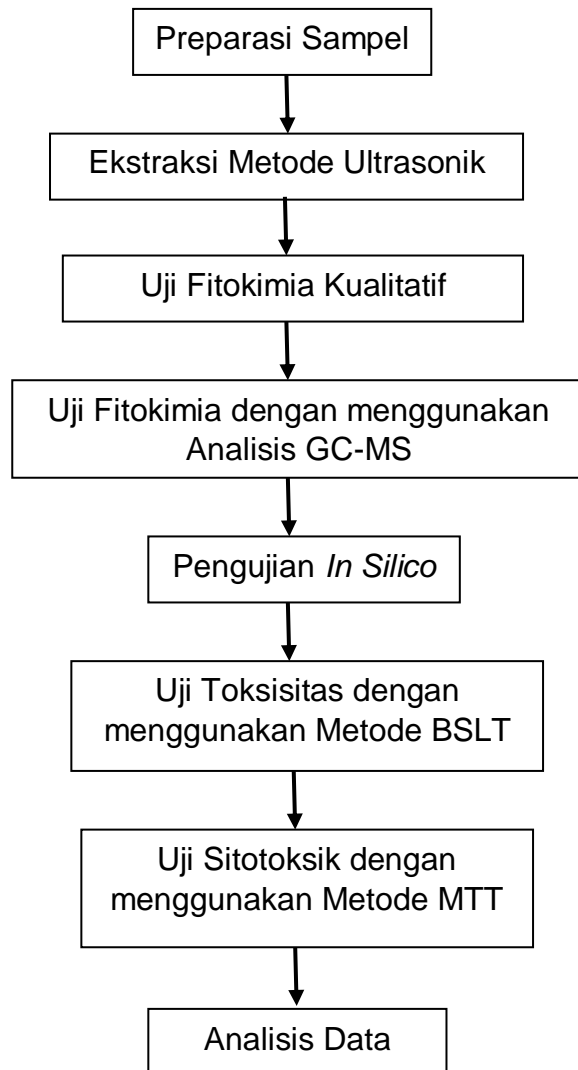 Preparasi Sampel
Ekstraksi Metode Ultrasonik
Uji Fitokimia Kualitatif
Uji Fitokimia dengan menggunakan
Analisis GC-MS
Pengujian In Silico
Uji Toksisitas dengan
menggunakan Metode BSLT
Uji Sitotoksik dengan
menggunakan Metode MTT
Analisis Data